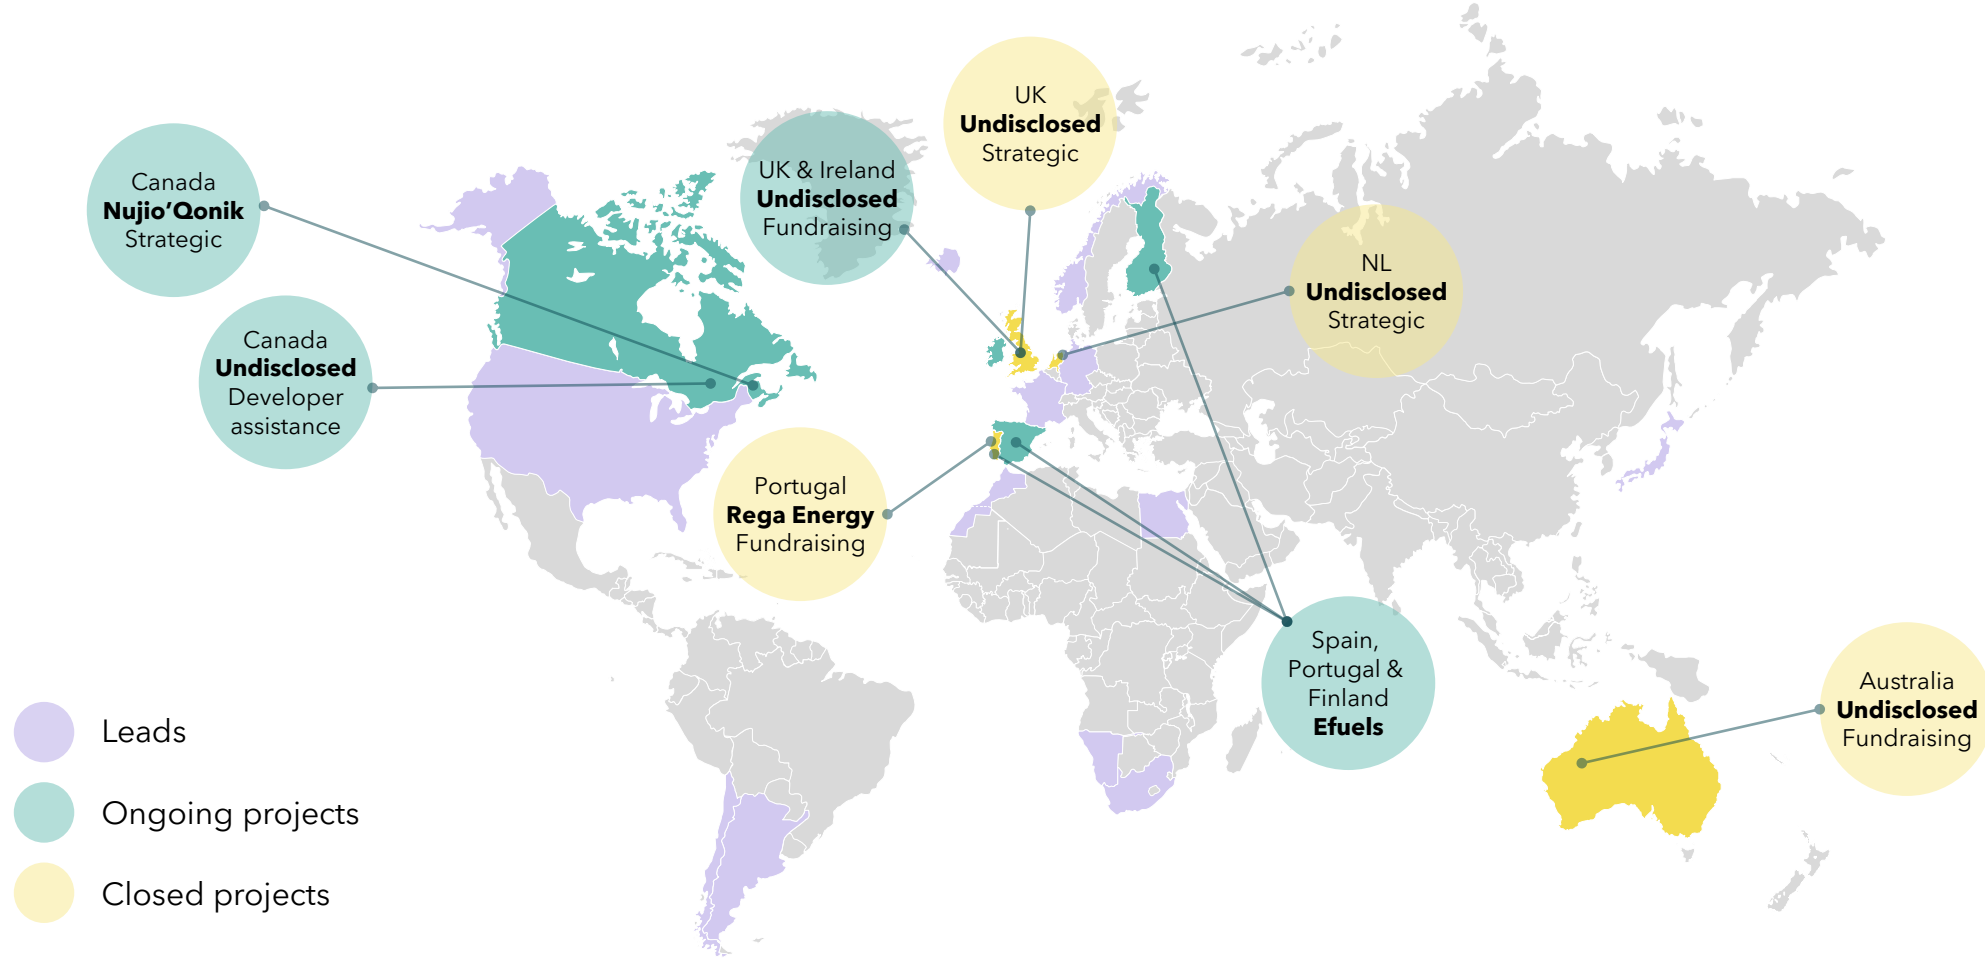 UK
Undisclosed
Strategic
Canada
Nujio’Qonik
Strategic
UK & Ireland
Undisclosed
Fundraising
NL
Undisclosed
Strategic
Canada
Undisclosed
Developer
assistance
Portugal
Rega Energy
Fundraising
Spain,
Portugal &
Finland
Efuels
Australia
Undisclosed
Fundraising
Leads
Ongoing projects
Closed projects